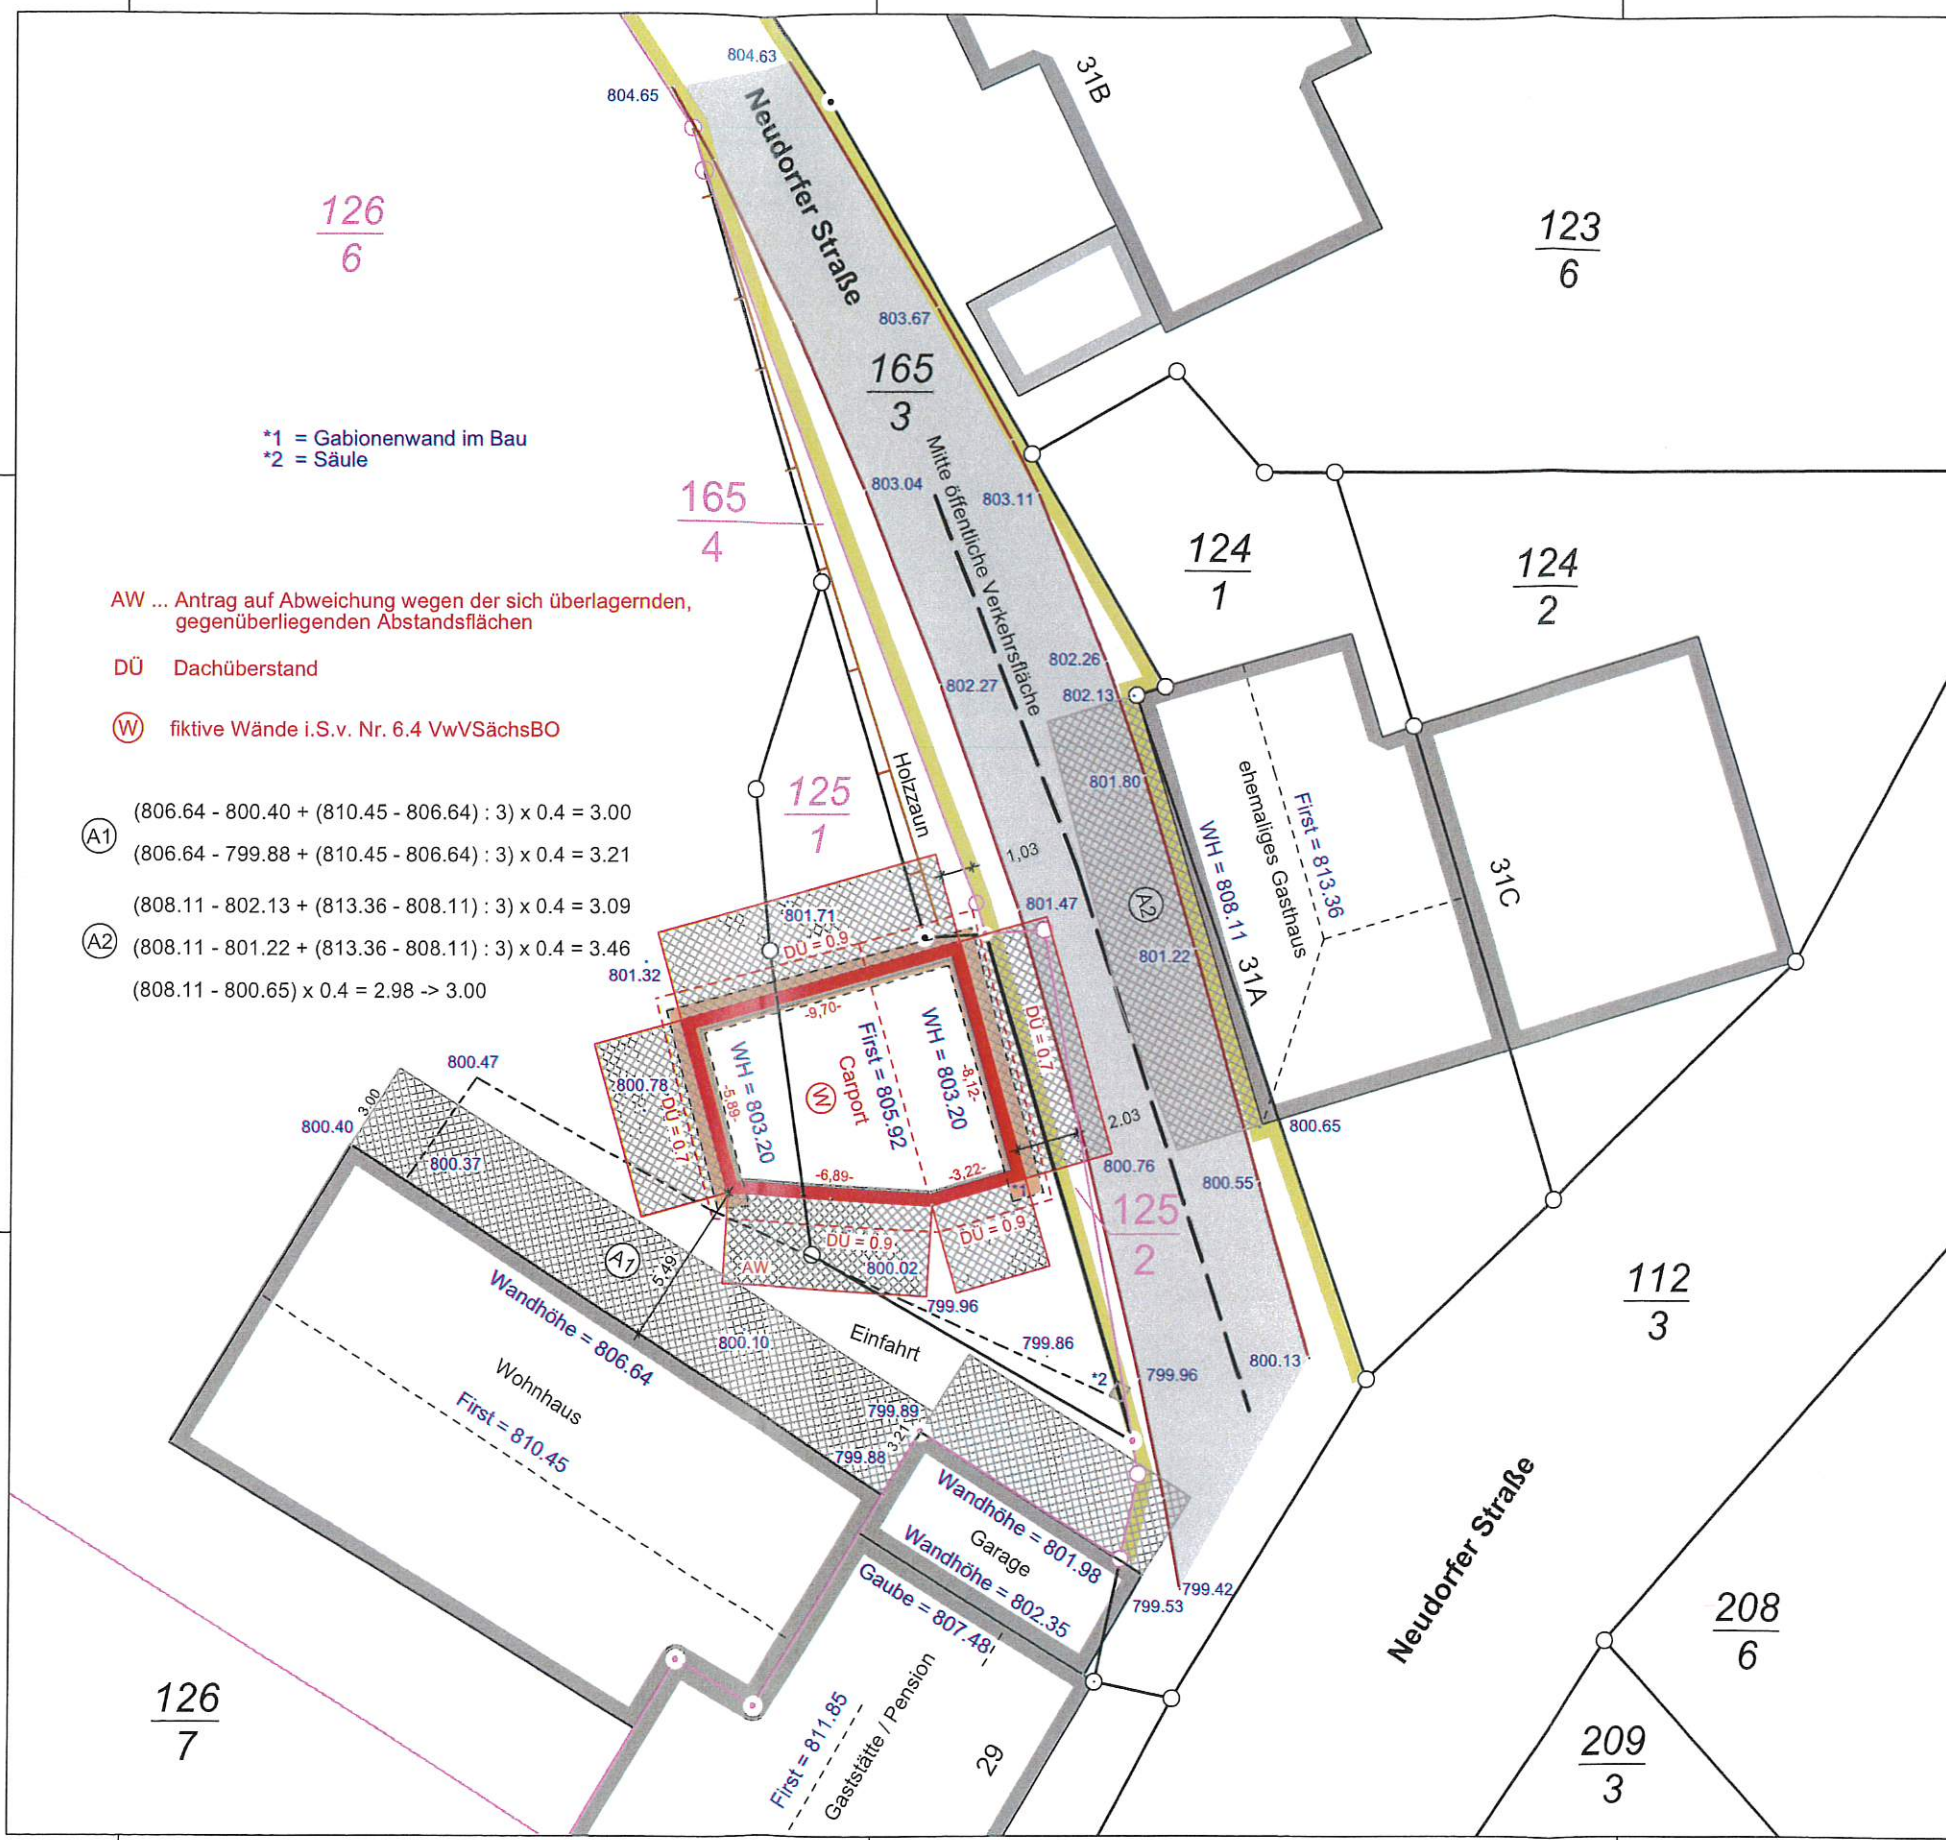 804.63
804.65
Neudorfer Straße
31B
126
6
123
6
803.67
165
3
*1 = Gabionenwand im Bau
*2 = Säule
Mitte öffentliche Verkehrsfläche
803.04
803.11
165
4
124
1
124
2
AW ... Antrag auf Abweichung wegen der sich überlagernden,
gegenüberliegenden Abstandsflächen
DÜ Dachüberstand
W fiktive Wände i.S.v. Nr. 6.4 VwVSächsBO
802.26
802.27
802.13
Holzzaun
125
1
801.80
ehemaliges Gasthaus
First = 813.36
WH = 808.11
31A
31C
A1
(806.64 - 800.40 + (810.45 - 806.64) : 3) x 0.4 = 3.00
(806.64 - 799.88 + (810.45 - 806.64) : 3) x 0.4 = 3.21
A2
(808.11 - 802.13 + (813.36 - 808.11) : 3) x 0.4 = 3.09
(808.11 - 801.22 + (813.36 - 808.11) : 3) x 0.4 = 3.46
(808.11 - 800.65) x 0.4 = 2.98 -> 3.00
1,03
801.47
A2
801.71
DÜ = 0.9
801.32
801.22
-9,70-
WH = 803.20
First = 805.92
Carport
W
WH = 803.20
-8,12-
-5,89-
DÜ = 0.7
800.78
DÜ = 0.7
800.47
3.00
800.40
800.37
2.03
800.65
-6,89-
-3,22-
*1
800.76
800.55
125
2
DÜ = 0.9
DÜ = 0.9
AW
800.02
A1
5,49
799.96
Einfahrt
799.86
800.10
Wandhöhe = 806.64
Wohnhaus
First = 810.45
*2
799.96
800.13
112
3
799.89
3.21
799.88
Wandhöhe = 801.98
Garage
Wandhöhe = 802.35
Gaube = 807.48
799.42
799.53
Neudorfer Straße
208
6
209
3
126
7
First = 811.85
Gaststätte / Pension
29